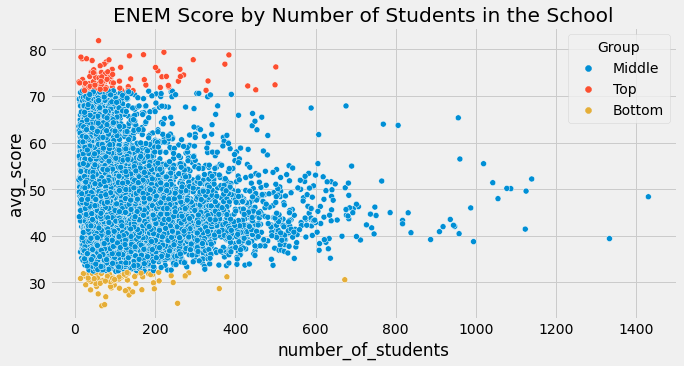 ENEM Score by Number of Students in the School
Group
Middle
Top
Bottom
avg_score
80
70
60
50
40
30
0 200 400 600 800 1000 1200 1400
number_of_students